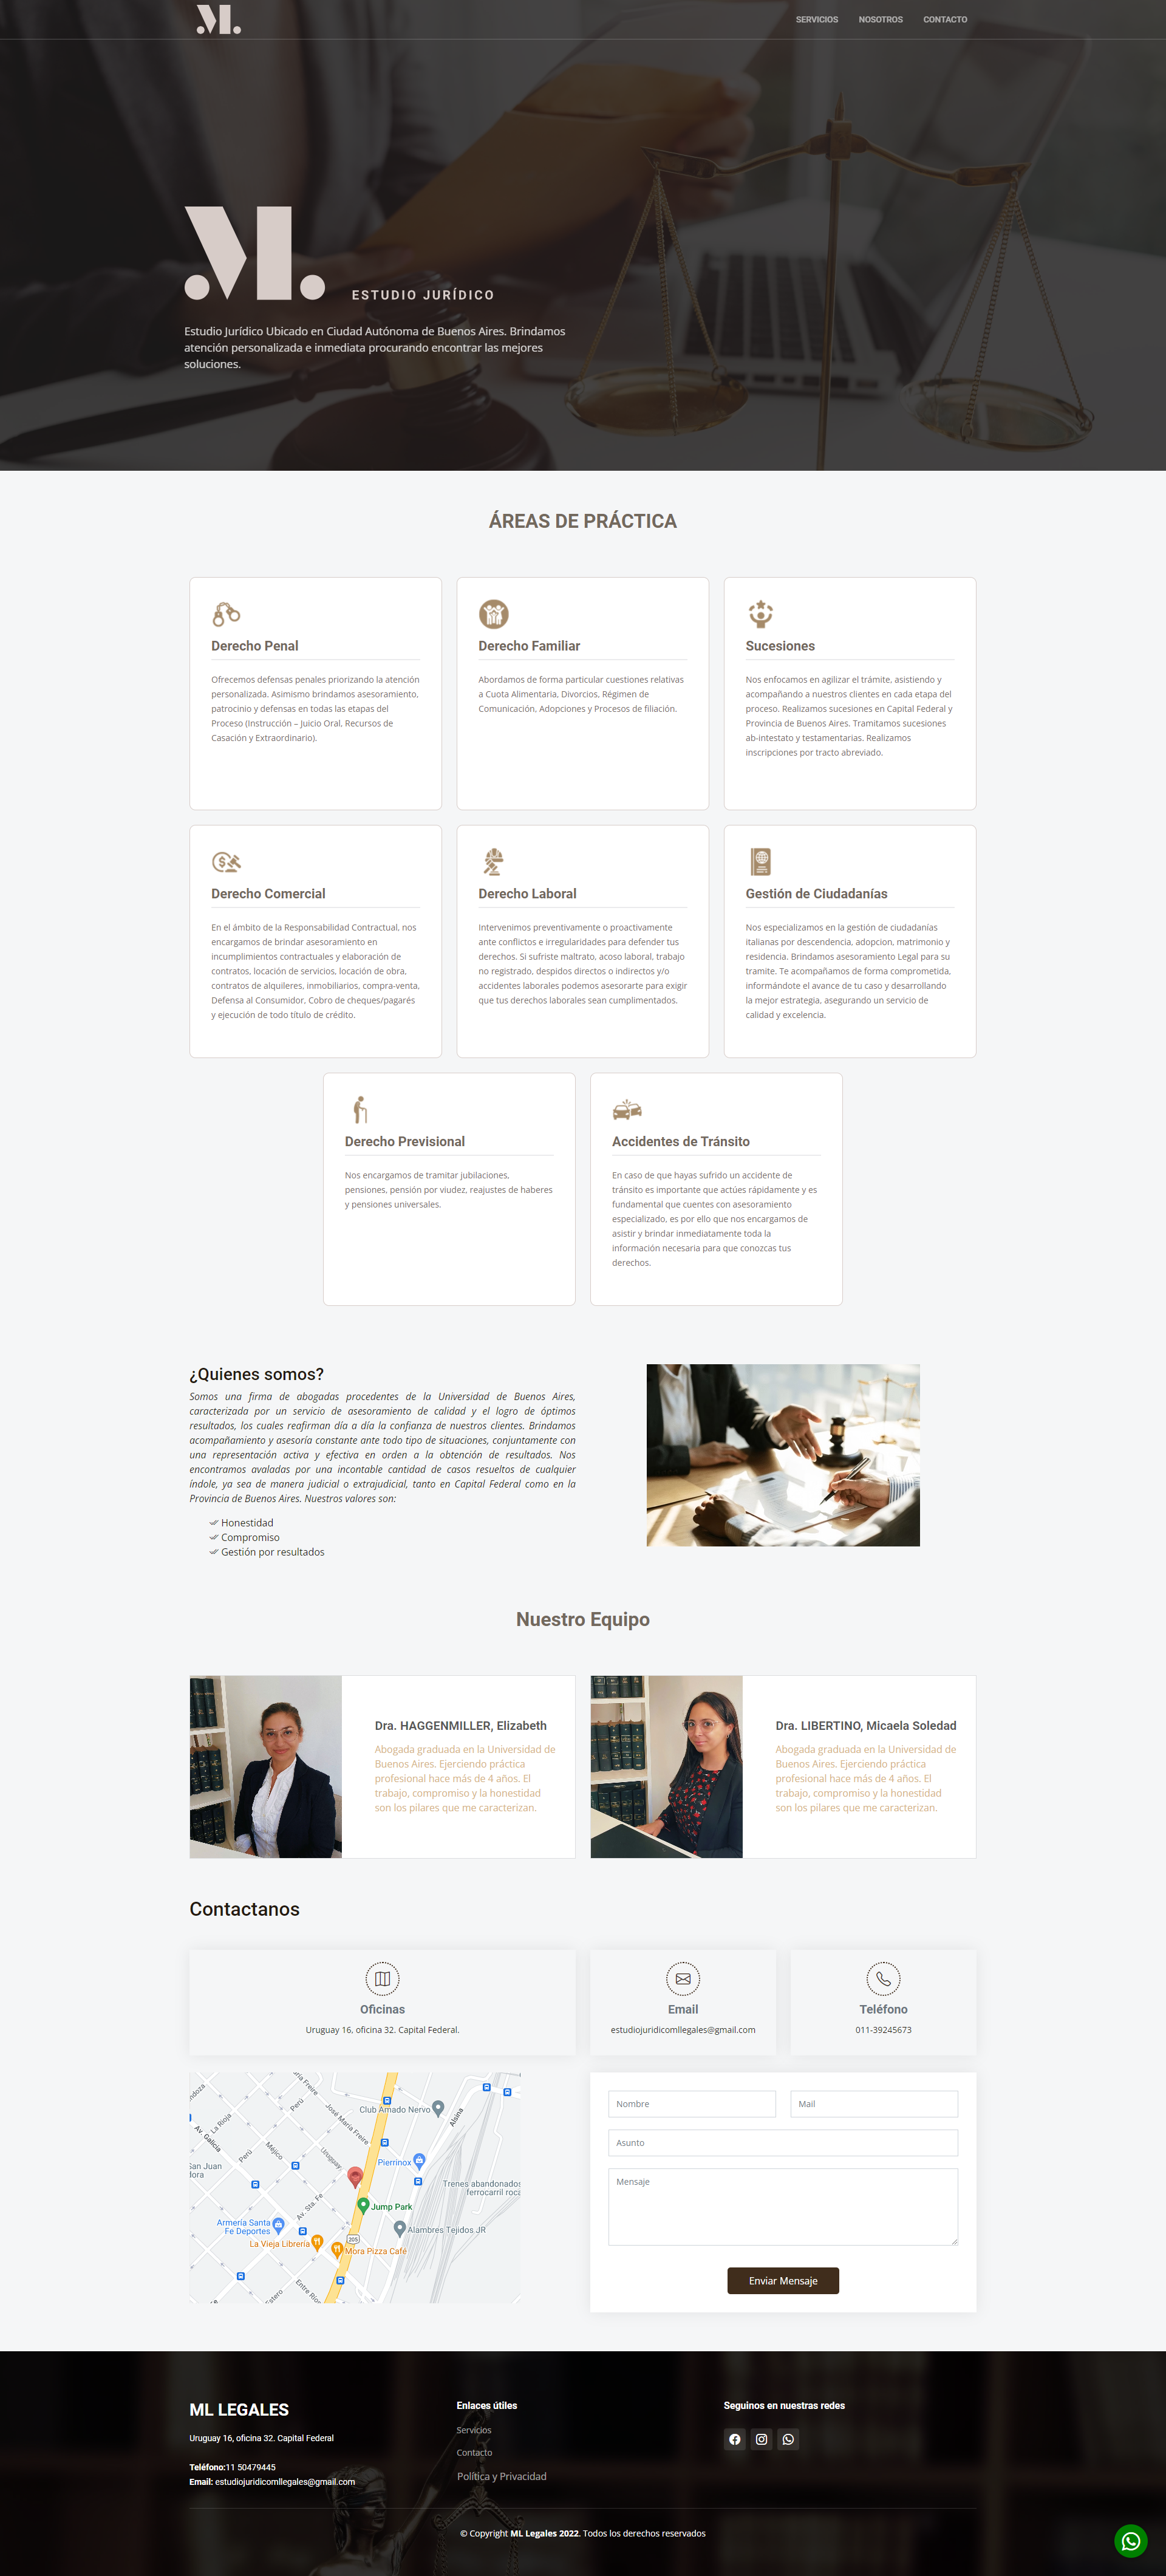 ML.
SERVICIOS NOSOTROS CONTACTO
ML.
ESTUDIO JURÍDICO
Estudio Jurídico Ubicado en Ciudad Autónoma de Buenos Aires. Brindamos
atención personalizada e inmediata procurando encontrar las mejores
soluciones.
ÁREAS DE PRÁCTICA
Derecho Penal
Ofrecemos defensas penales priorizando la atención
personalizada. Asimismo brindamos asesoramiento,
patrocinio y defensas en todas las etapas del
Proceso (Instrucción – Juicio Oral, Recursos de
Casación y Extraordinario).
Derecho Familiar
Abordamos de forma particular cuestiones relativas
a Cuota Alimentaria, Divorcios, Régimen de
Comunicación, Adopciones y Procesos de filiación.
Sucesiones
Nos enfocamos en agilizar el trámite, asistiendo y
acompañando a nuestros clientes en cada etapa del
proceso. Realizamos sucesiones en Capital Federal y
Provincia de Buenos Aires. Tramitamos sucesiones
ab-intestato y testamentarias. Realizamos
inscripciones por tracto abreviado.
Derecho Comercial
En el ámbito de la Responsabilidad Contractual, nos
encargamos de brindar asesoramiento en
incumplimientos contractuales y elaboración de
contratos, locación de servicios, locación de obra,
contratos de alquileres, inmobiliarios, compra-venta,
Defensa al Consumidor, Cobro de cheques/pagarés
y ejecución de todo título de crédito.
Derecho Laboral
Intervenimos preventivamente o proactivamente
ante conflictos e irregularidades para defender tus
derechos. Si sufriste maltrato, acoso laboral, trabajo
no registrado, despidos directos o indirectos y/o
accidentes laborales podemos asesorarte para exigir
que tus derechos laborales sean cumplimentados.
Gestión de Ciudadanías
Nos especializamos en la gestión de ciudadanías
italianas por descendencia, adopcion, matrimonio y
residencia. Brindamos asesoramiento Legal para su
tramite. Te acompañamos de forma comprometida,
informándote el avance de tu caso y desarrollando
la mejor estrategia, asegurando un servicio de
calidad y excelencia.
Derecho Previsional
Nos encargamos de tramitar jubilaciones,
pensiones, pensión por viudez, reajustes de haberes
y pensiones universales.
Accidentes de Tránsito
En caso de que hayas sufrido un accidente de
tránsito es importante que actúes rápidamente y es
fundamental que cuentes con asesoramiento
especializado, es por ello que nos encargamos de
asistir y brindar inmediatamente toda la
información necesaria para que conozcas tus
derechos.
¿Quienes somos?
Somos una firma de abogadas procedentes de la Universidad de Buenos Aires,
caracterizada por un servicio de asesoramiento de calidad y el logro de óptimos
resultados, los cuales reafirman día a día la confianza de nuestros clientes. Brindamos
acompañamiento y asesoría constante ante todo tipo de situaciones, conjuntamente con
una representación activa y efectiva en orden a la obtención de resultados. Nos
encontramos avaladas por una incontable cantidad de casos resueltos de cualquier
índole, ya sea de manera judicial o extrajudicial, tanto en Capital Federal como en la
Provincia de Buenos Aires. Nuestros valores son:
Honestidad
Compromiso
Gestión por resultados
Nuestro Equipo
Dra. HAGGENMILLER, Elizabeth
Abogada graduada en la Universidad de
Buenos Aires. Ejerciendo práctica
profesional hace más de 4 años. El
trabajo, compromiso y la honestidad
son los pilares que me caracterizan.
Dra. LIBERTINO, Micaela Soledad
Abogada graduada en la Universidad de
Buenos Aires. Ejerciendo práctica
profesional hace más de 4 años. El
trabajo, compromiso y la honestidad
son los pilares que me caracterizan.
Contactanos
Oficinas
Uruguay 16, oficina 32. Capital Federal.
Email
estudiojuridicomllegales@gmail.com
Teléfono
011-39245673
José María Freire
Perú
La Rioja
Av. Galicia
San Juan
Perú
Méjico
Uruguay
José María Freire
Club Amado Nervo
Alsina
Pierrinox
Trenes abandonados
ferrocarril roca
Av. Sta. Fe
Jump Park
Armería Santa
Fe Deportes
La Vieja Librería
205
Alambres Tejidos JR
Mora Pizza Café
Entre Ríos
Nombre
Mail
Asunto
Mensaje
Enviar Mensaje
ML LEGALES
Uruguay 16, oficina 32. Capital Federal
Teléfono:11 50479445
Email: estudiojuridicomllegales@gmail.com
Enlaces útiles
Servicios
Contacto
Política y Privacidad
Seguinos en nuestras redes
© Copyright ML Legales 2022. Todos los derechos reservados